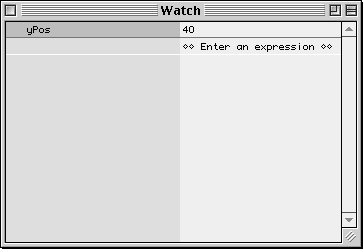 Watch
yPos 40
◇◇ Enter an expression ◇◇